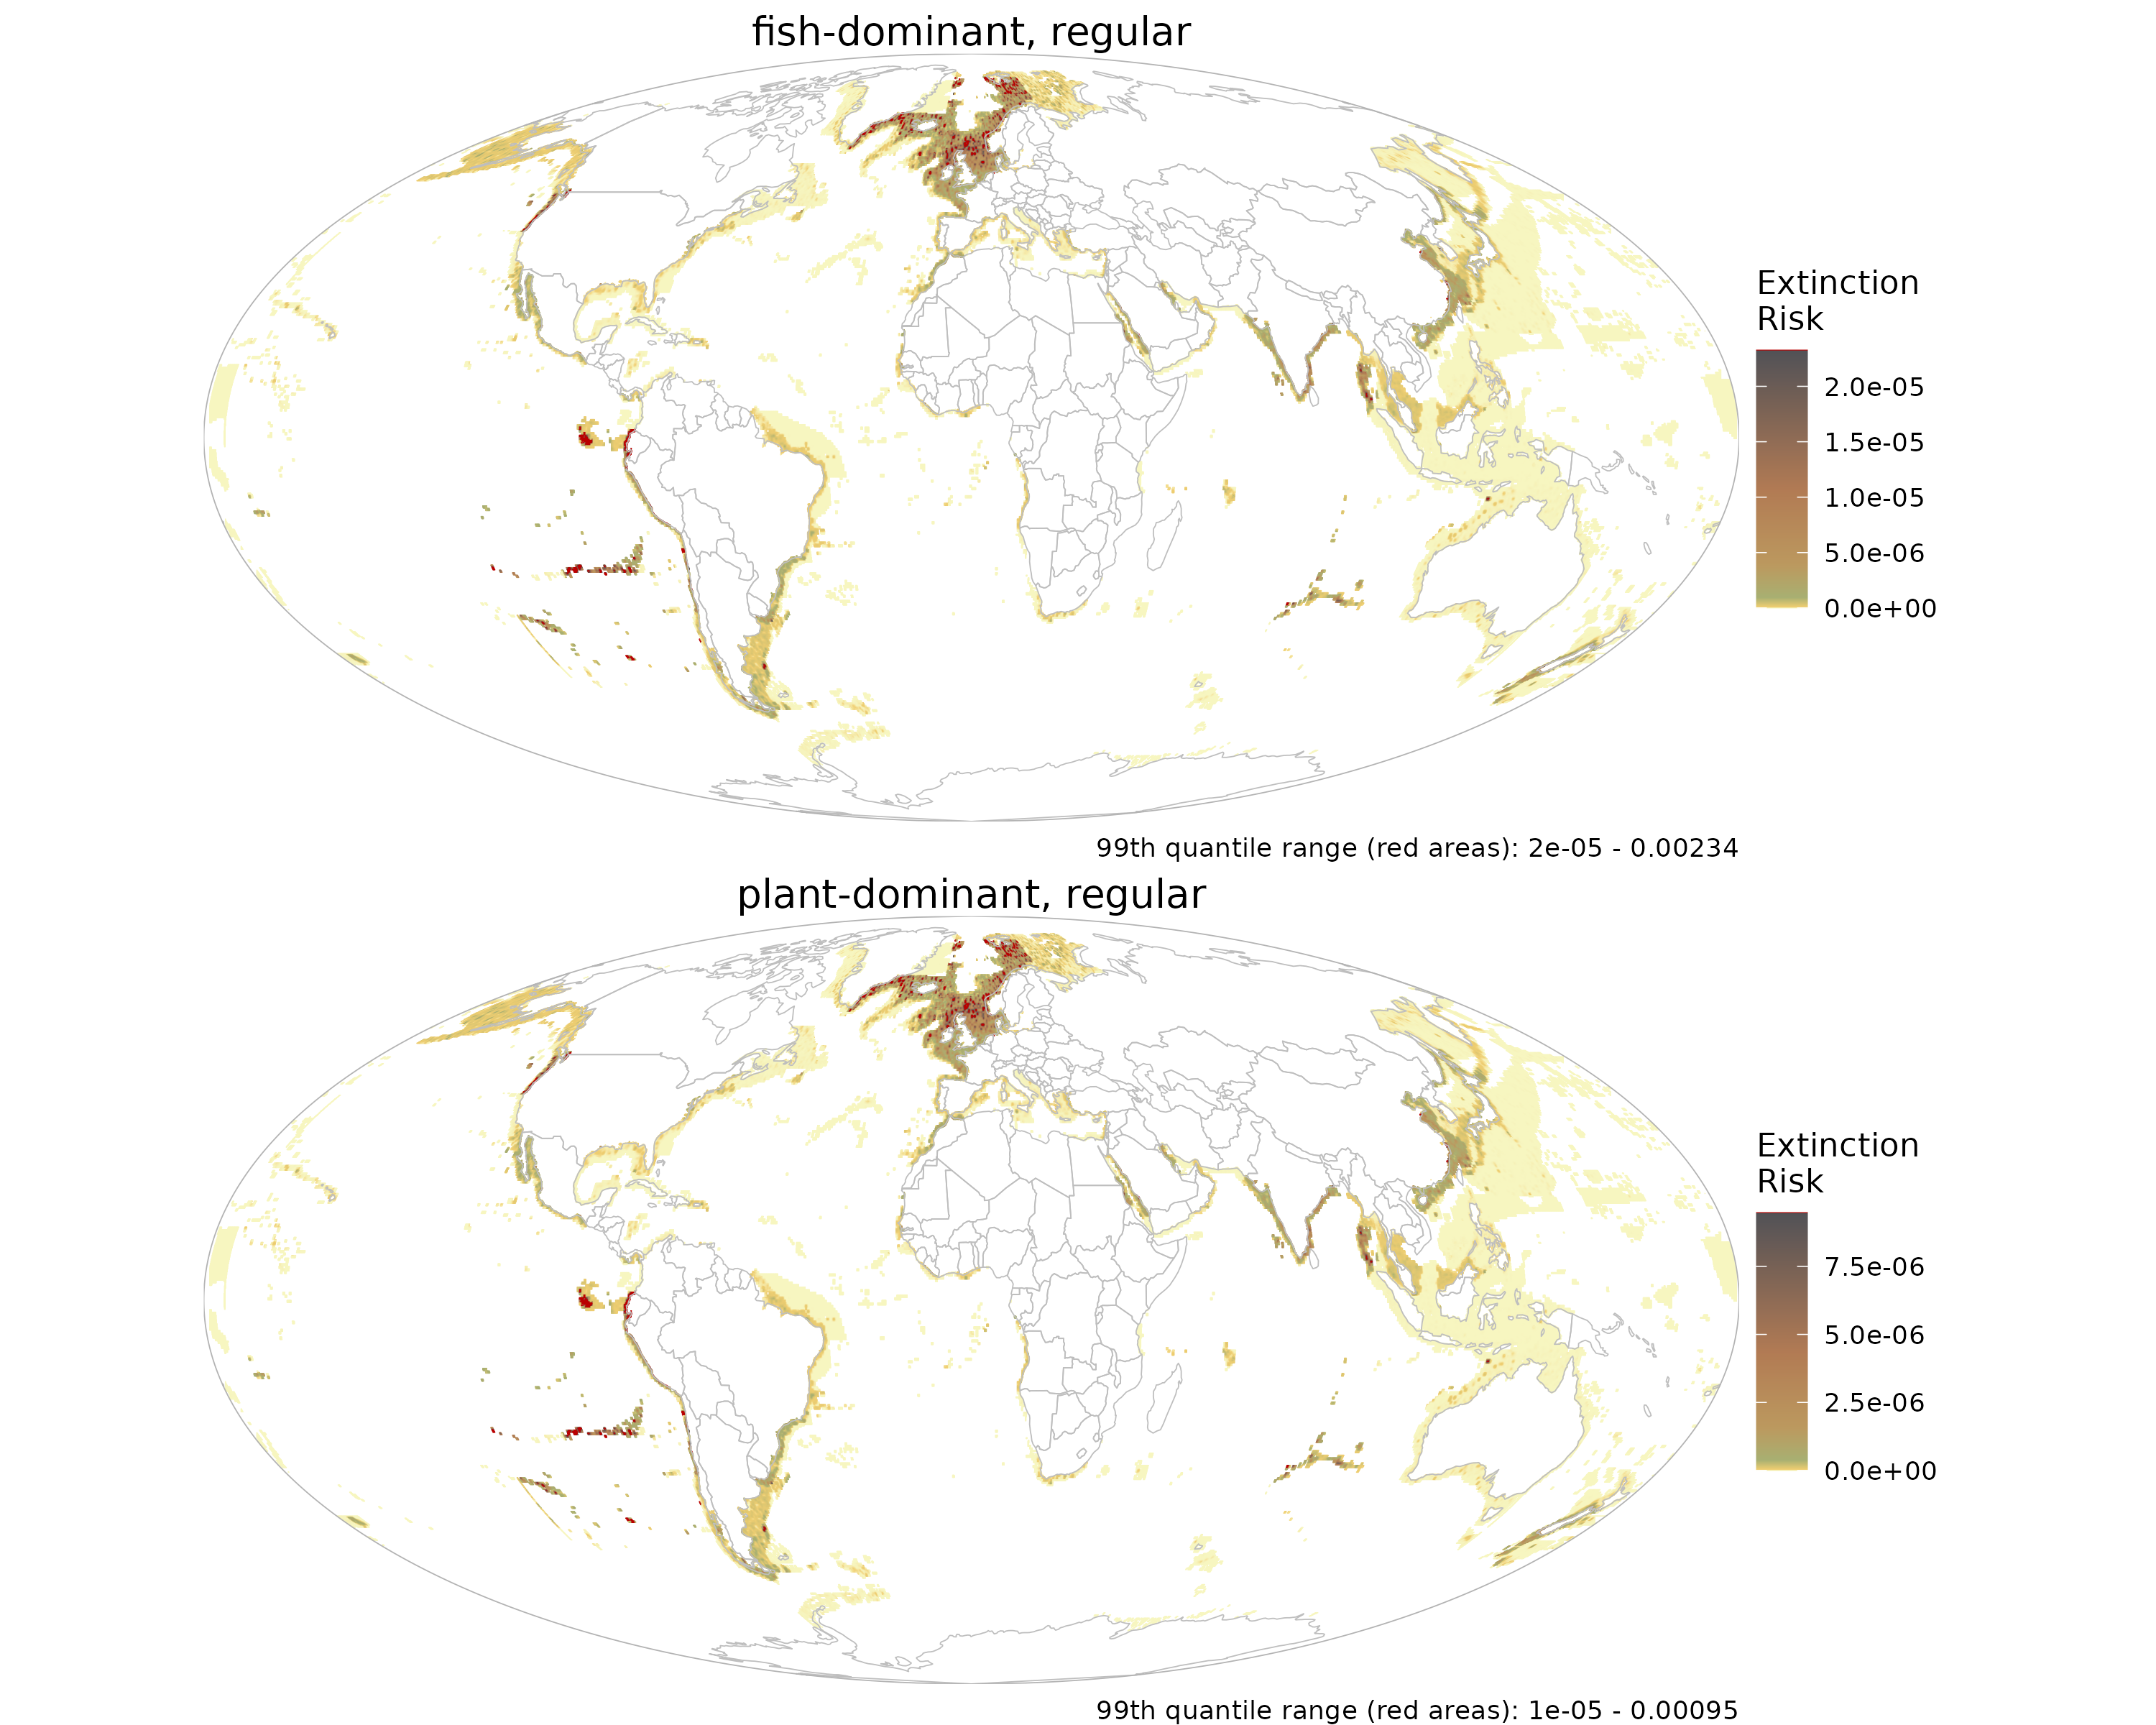 fish-dominant, regular
Extinction
Risk
2.0e-05
1.5e-05
1.0e-05
5.0e-06
0.0e+00
99th quantile range (red areas): 2e-05 - 0.00234
plant-dominant, regular
Extinction
Risk
7.5e-06
5.0e-06
2.5e-06
0.0e+00
99th quantile range (red areas): 1e-05 - 0.00095